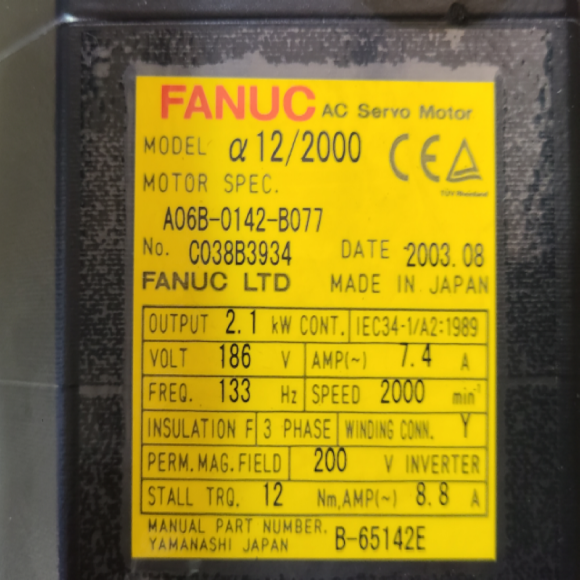 FANUC AC Servo Motor
MODEL α12/2000 CE
MOTOR SPEC.
A06B-0142-B077
No. C038B3934 DATE 2003.08
FANUC LTD MADE IN JAPAN
OUTPUT 2.1 kW CONT. IEC34-1/A2:1989
VOLT 186 V AMP(~) 7.4 A
FREQ. 133 Hz SPEED 2000 min⁻¹
INSULATION F 3 PHASE WINDING CONN. Y
PERM.MAG.FIELD 200 V INVERTER
STALL TRQ. 12 Nm,AMP(~) 8.8 A
MANUAL PART NUMBER.
YAMANASHI JAPAN B-65142E